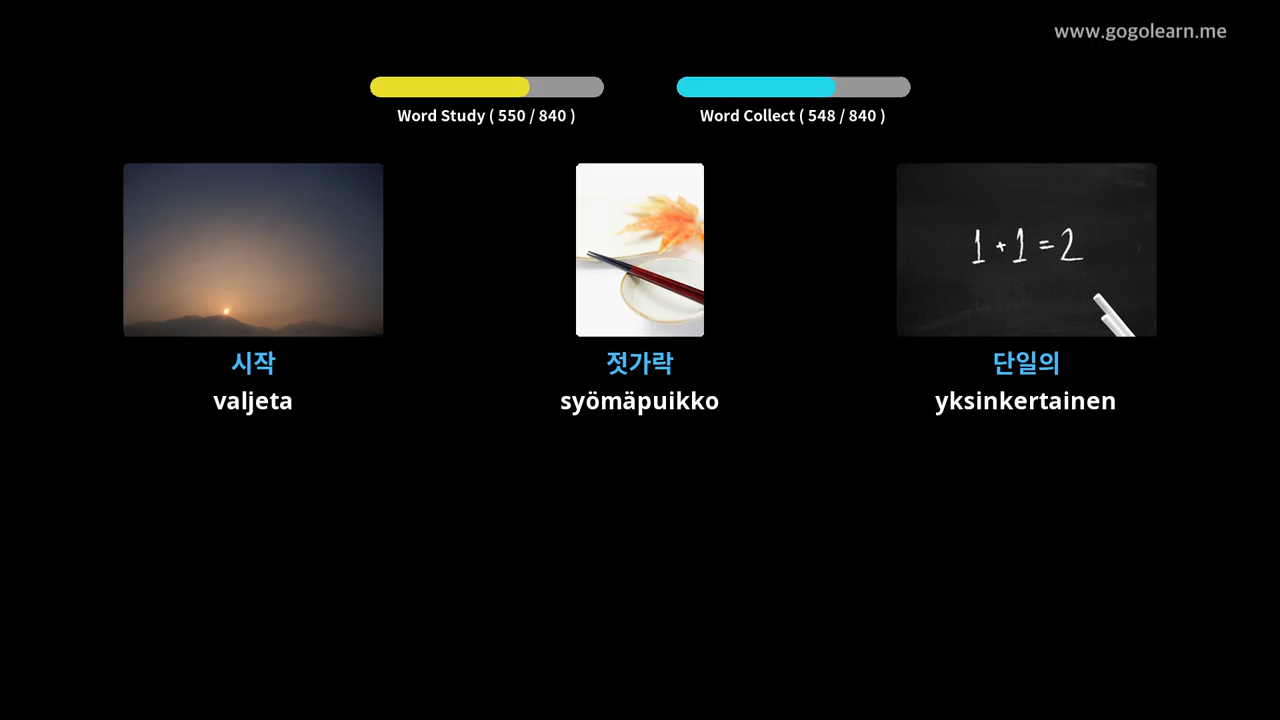 www.gogolearn.me
Word Study ( 550 / 840 )
Word Collect ( 548 / 840 )
1 + 1 = 2
시작
젓가락
단일의
valjeta
syömäpuikko
yksinkertainen